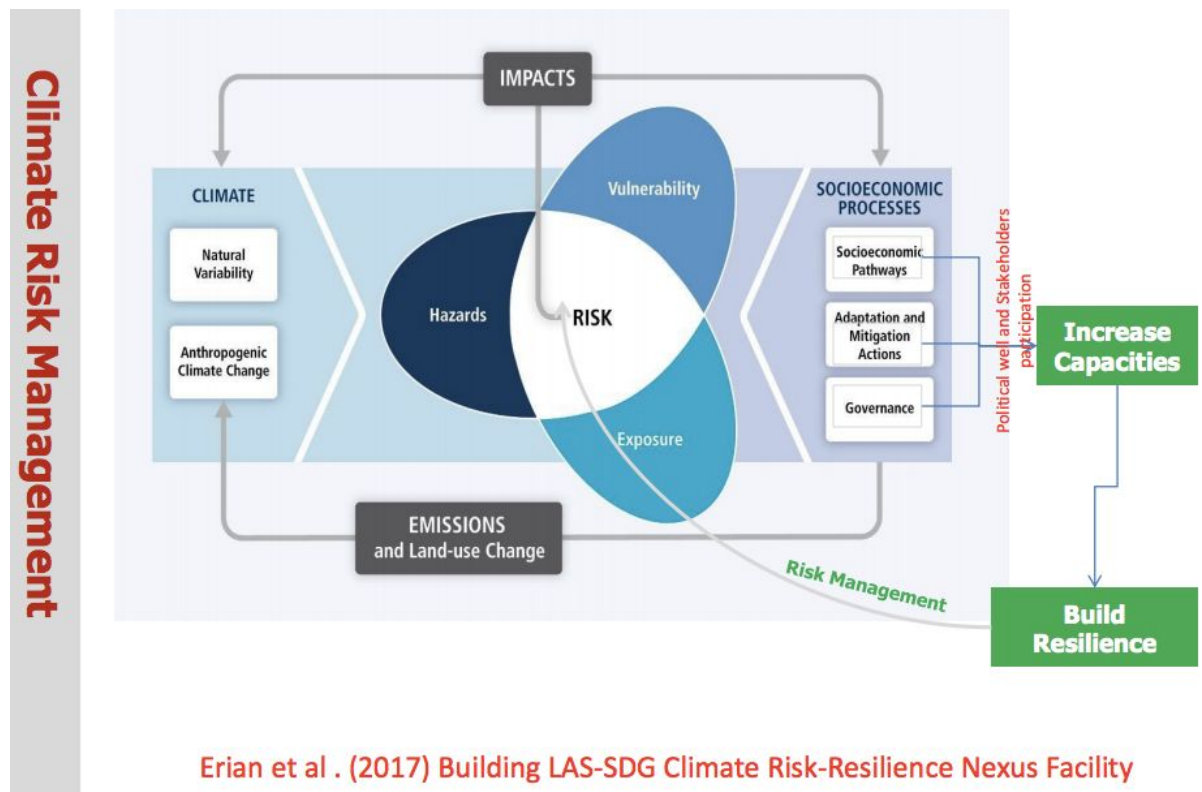 Climate Risk Management
IMPACTS
CLIMATE
Natural
Variability
Anthropogenic
Climate Change
Vulnerability
Hazards
RISK
Exposure
SOCIOECONOMIC
PROCESSES
Socioeconomic
Pathways
Adaptation and
Mitigation
Actions
Governance
Political well and Stakeholders
participation
Increase
Capacities
EMISSIONS
and Land-use Change
Risk Management
Build
Resilience
Erian et al . (2017) Building LAS-SDG Climate Risk-Resilience Nexus Facility